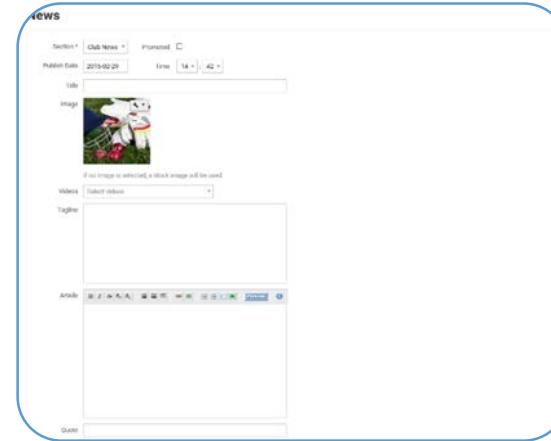 News
Section * Club News Promoted
Publish Date 2016-02-29 Time 14 : 42
Title
Image
If no image is selected, a stock image will be used
Videos Select videos
Tagline
Article
Quote